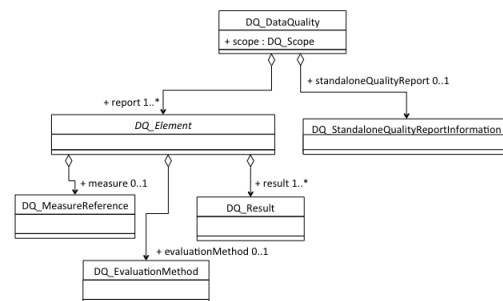 DQ_DataQuality
+ scope : DQ_Scope
+ standaloneQualityReport 0..1
+ report 1..*
DQ_Element
DQ_StandaloneQualityReportInformation
+ measure 0..1
+ result 1..*
DQ_MeasureReference
DQ_Result
+ evaluationMethod 0..1
DQ_EvaluationMethod